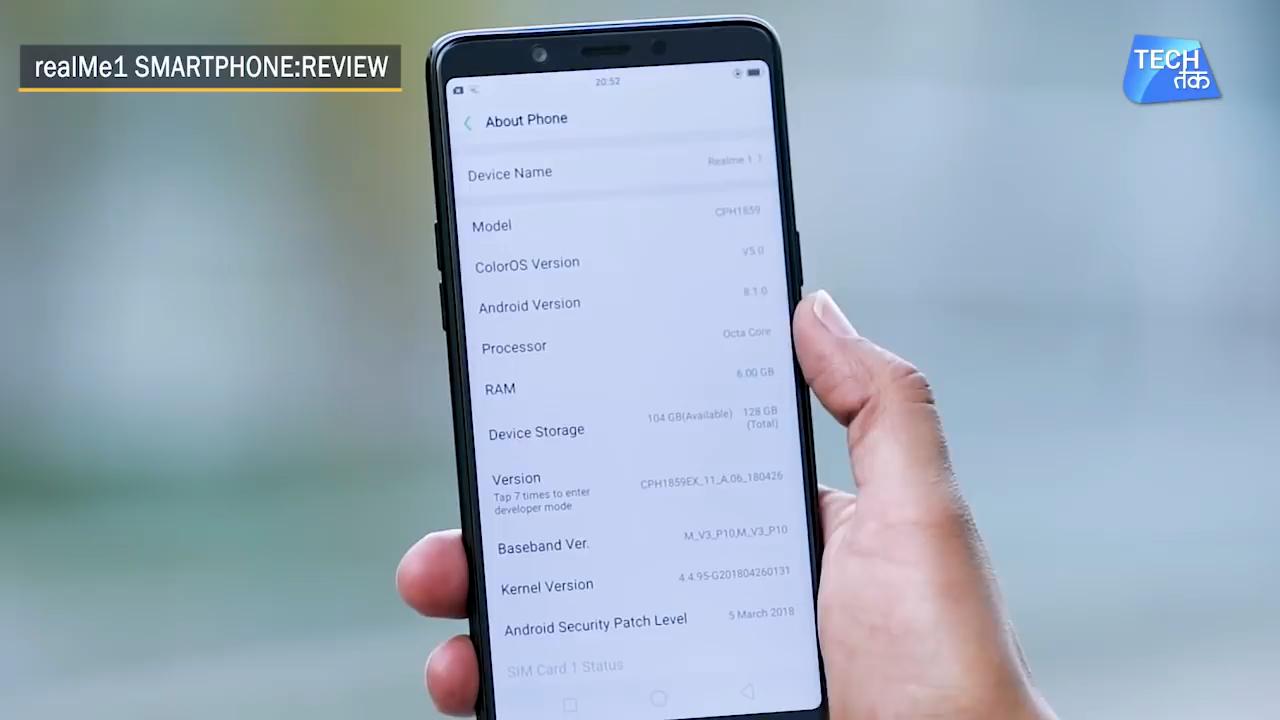 realMe1 SMARTPHONE:REVIEW
TECH
तक
20:52
About Phone
Device Name Realme 1
Model CPH1859
ColorOS Version V5.0
Android Version 8.1.0
Processor Octa Core
RAM 6.00 GB
Device Storage 104 GB(Available) 128 GB
(Total)
Version CPH1859EX_11_A.06_180426
Tap 7 times to enter
developer mode
Baseband Ver. M_V3_P10,M_V3_P10
Kernel Version 4.4.95-G201804260131
Android Security Patch Level 5 March 2018
SIM Card 1 Status